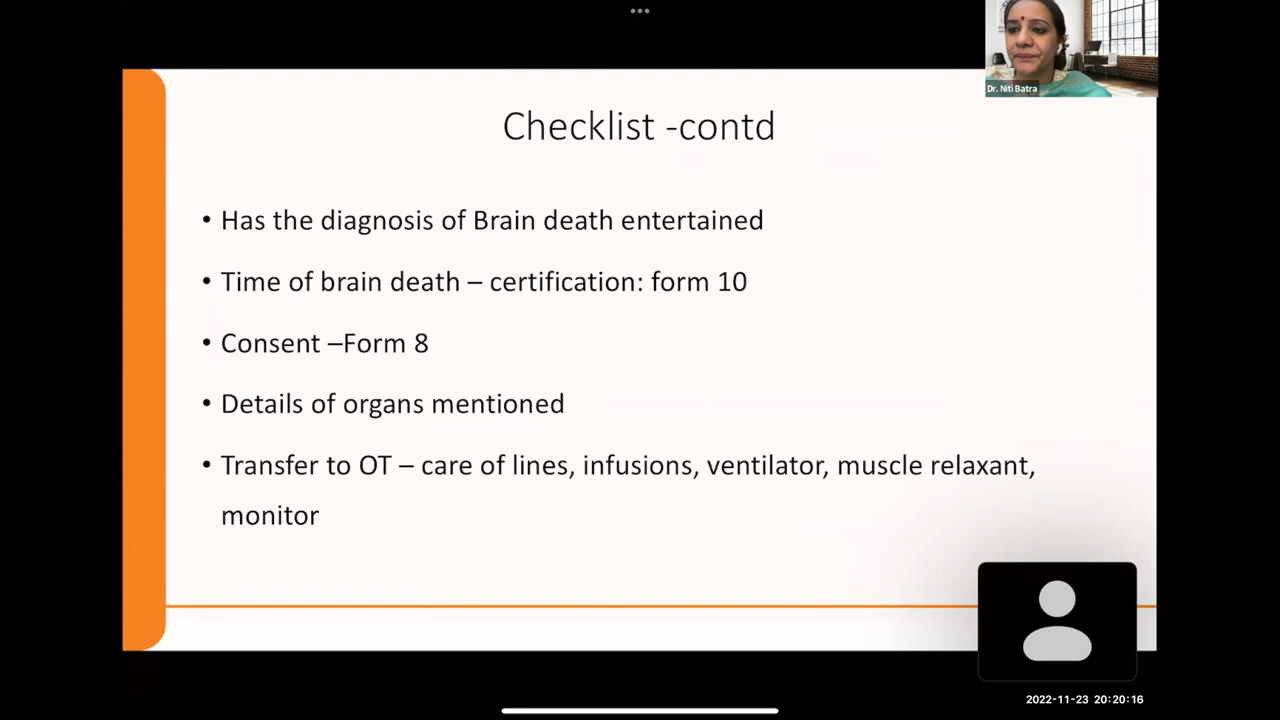 Dr. Niti Batra
Checklist -contd
• Has the diagnosis of Brain death entertained
• Time of brain death – certification: form 10
• Consent –Form 8
• Details of organs mentioned
• Transfer to OT – care of lines, infusions, ventilator, muscle relaxant,
monitor
2022-11-23 20:20:16